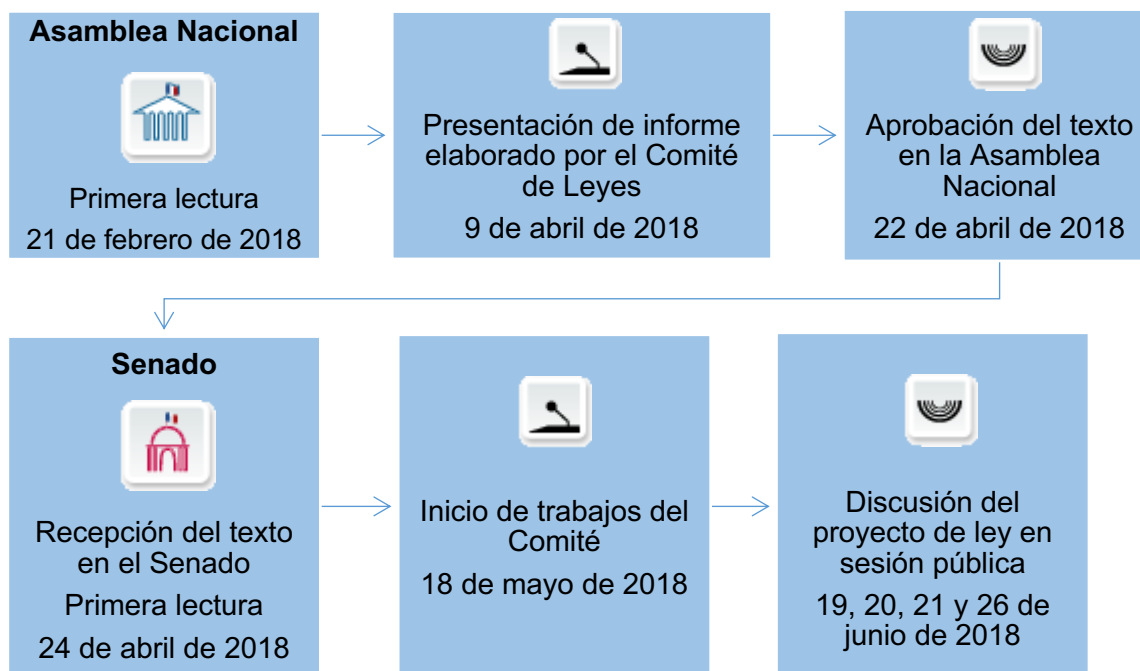 Asamblea Nacional
Primera lectura
21 de febrero de 2018
Presentación de informe
elaborado por el Comité
de Leyes
9 de abril de 2018
Aprobación del texto
en la Asamblea
Nacional
22 de abril de 2018
Senado
Recepción del texto
en el Senado
Primera lectura
24 de abril de 2018
Inicio de trabajos del
Comité
18 de mayo de 2018
Discusión del
proyecto de ley en
sesión pública
19, 20, 21 y 26 de
junio de 2018